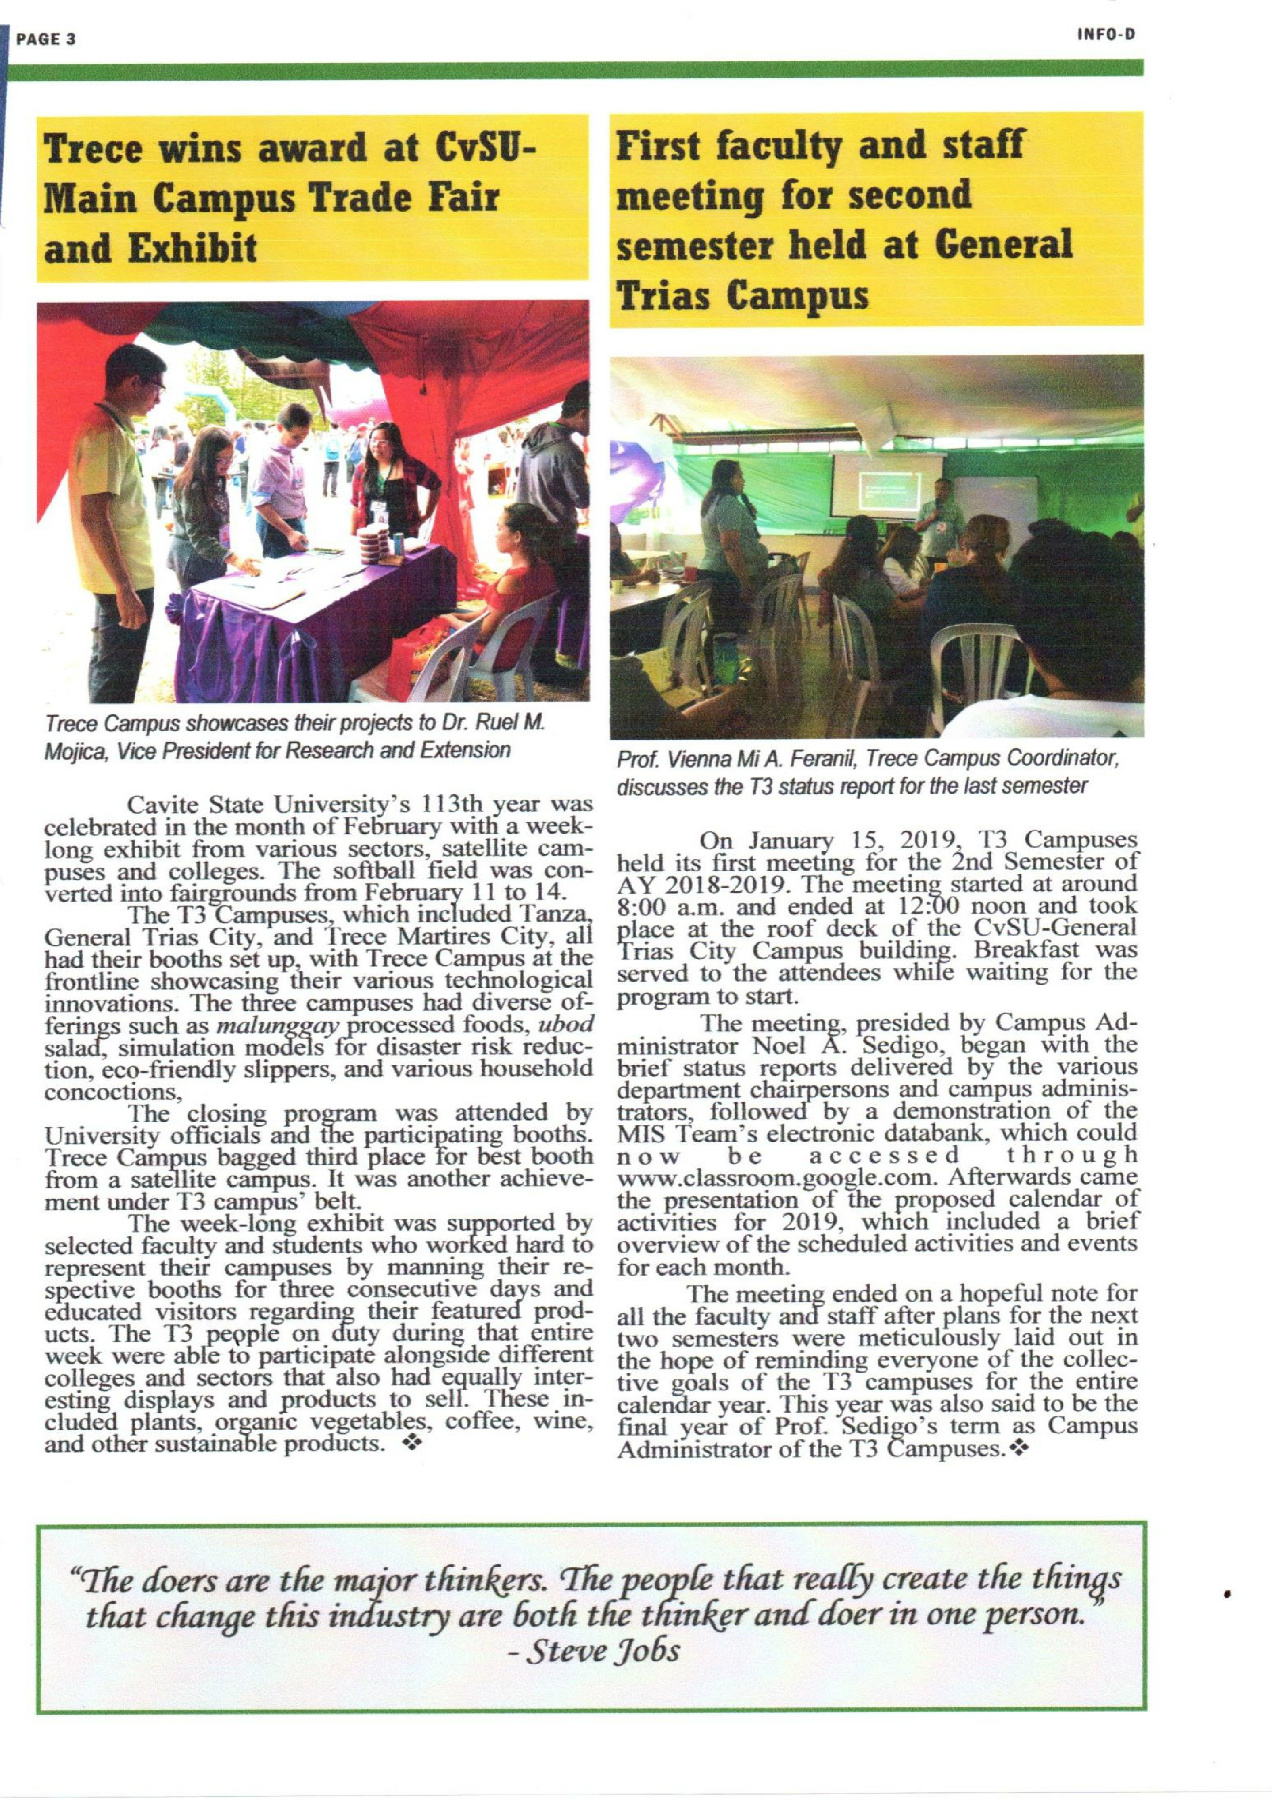 PAGE 3
INFO-D
Trece wins award at CvSU-
Main Campus Trade Fair
and Exhibit
Trece Campus showcases their projects to Dr. Ruel M.
Mojica, Vice President for Research and Extension
Cavite State University's 113th year was
celebrated in the month of February with a week-
long exhibit from various sectors, satellite cam-
puses and colleges. The softball field was con-
verted into fairgrounds from February 11 to 14.
The T3 Campuses, which included Tanza,
General Trias City, and Trece Martires City, all
had their booths set up, with Trece Campus at the
frontline showcasing their various technological
innovations. The three campuses had diverse of-
ferings such as malunggay processed foods, ubod
salad, simulation models for disaster risk reduc-
tion, eco-friendly slippers, and various household
concoctions,
The closing program was attended by
University officials and the participating booths.
Trece Campus bagged third place for best booth
from a satellite campus. It was another achieve-
ment under T3 campus' belt.
The week-long exhibit was supported by
selected faculty and students who worked hard to
represent their campuses by manning their re-
spective booths for three consecutive days and
educated visitors regarding their featured prod-
ucts. The T3 people on duty during that entire
week were able to participate alongside different
colleges and sectors that also had equally inter-
esting displays and products to sell. These in-
cluded plants, organic vegetables, coffee, wine,
and other sustainable products. ❖
First faculty and staff
meeting for second
semester held at General
Trias Campus
Prof. Vienna Mi A. Feranil, Trece Campus Coordinator,
discusses the T3 status report for the last semester
On January 15, 2019, T3 Campuses
held its first meeting for the 2nd Semester of
AY 2018-2019. The meeting started at around
8:00 a.m. and ended at 12:00 noon and took
place at the roof deck of the CvSU-General
Trias City Campus building. Breakfast was
served to the attendees while waiting for the
program to start.
The meeting, presided by Campus Ad-
ministrator Noel A. Sedigo, began with the
brief status reports delivered by the various
department chairpersons and campus adminis-
trators, followed by a demonstration of the
MIS Team's electronic databank, which could
now be accessed through
www.classroom.google.com. Afterwards came
the presentation of the proposed calendar of
activities for 2019, which included a brief
overview of the scheduled activities and events
for each month.
The meeting ended on a hopeful note for
all the faculty and staff after plans for the next
two semesters were meticulously laid out in
the hope of reminding everyone of the collec-
tive goals of the T3 campuses for the entire
calendar year. This year was also said to be the
final year of Prof. Sedigo's term as Campus
Administrator of the T3 Campuses.❖
"The doers are the major thinkers. The people that really create the things
that change this industry are both the thinker and doer in one person."
- Steve Jobs